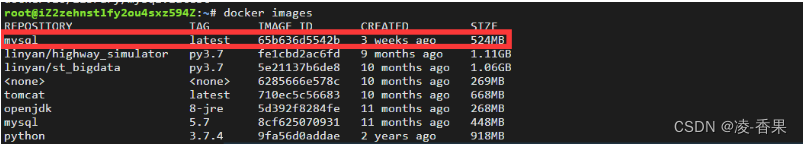 root@iZ2zehnstlfy2ou4sxz594Z:~# docker images
REPOSITORY TAG IMAGE ID CREATED SIZE
mysql latest 65b636d5542b 3 weeks ago 524MB
linyan/highway_simulator py3.7 fe1cbd2ac6fd 9 months ago 1.11GB
linyan/st_bigdata py3.7 5e21137b6de8 10 months ago 1.06GB
<none> <none> 6285666e578c 10 months ago 269MB
tomcat latest 710ec5c56683 10 months ago 668MB
openjdk 8-jre 5d392f8284fe 11 months ago 268MB
mysql 5.7 8cf625070931 11 months ago 448MB
python 3.7.4 9fa56d0addae 2 years ago 918MB
CSDN @凌-香果